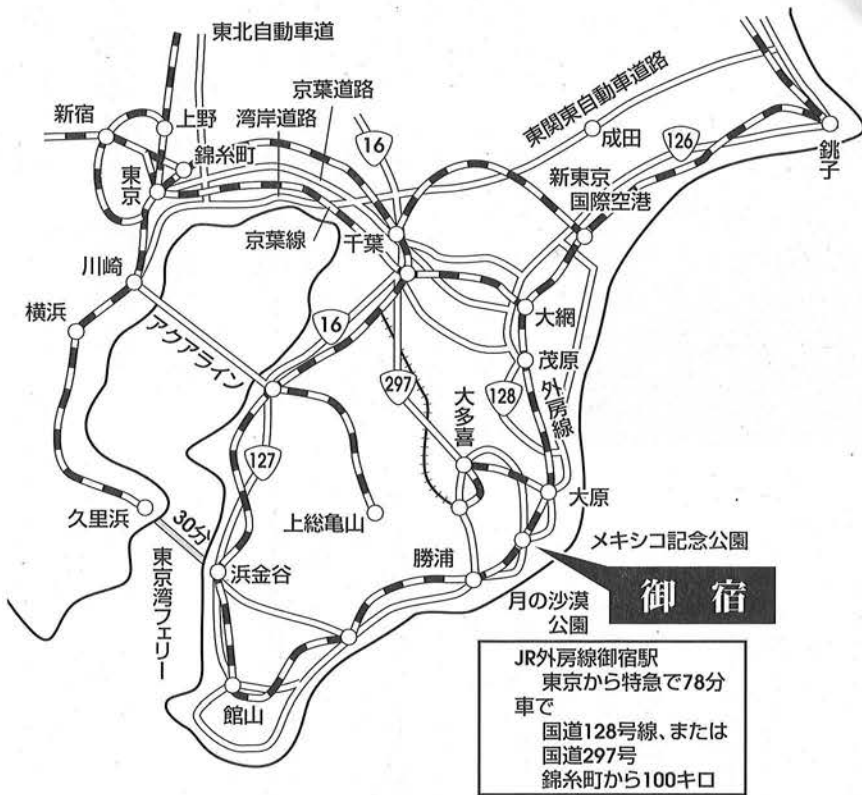 東北自動車道
京葉道路
新宿
上野
湾岸道路
錦糸町
東京
16
東関東自動車道路
成田
126
銚子
新東京
国際空港
京葉線
千葉
川崎
横浜
アクアライン
16
大網
茂原
297
128
外房線
大多喜
127
久里浜
30分
東京湾フェリー
上総亀山
大原
浜金谷
勝浦
メキシコ記念公園
御宿
月の沙漠
公園
館山
JR外房線御宿駅
東京から特急で78分
車で
国道128号線、または
国道297号
錦糸町から100キロ